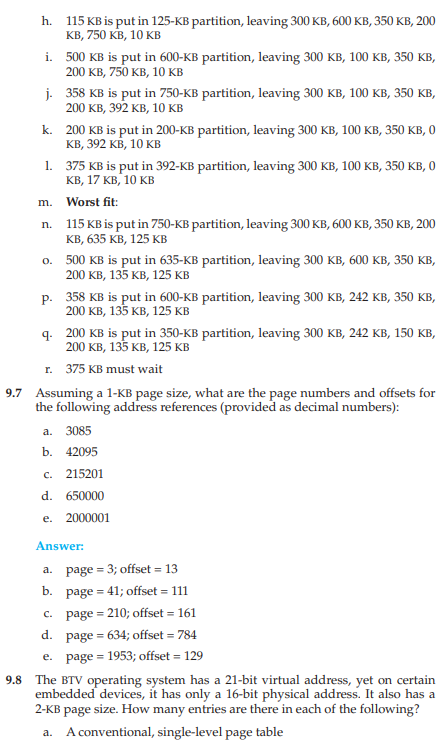 h. 115 KB is put in 125-KB partition, leaving 300 KB, 600 KB, 350 KB, 200
KB, 750 KB, 10 KB
i. 500 KB is put in 600-KB partition, leaving 300 KB, 100 KB, 350 KB,
200 KB, 750 KB, 10 KB
j. 358 KB is put in 750-KB partition, leaving 300 KB, 100 KB, 350 KB,
200 KB, 392 KB, 10 KB
k. 200 KB is put in 200-KB partition, leaving 300 KB, 100 KB, 350 KB, 0
KB, 392 KB, 10 KB
l. 375 KB is put in 392-KB partition, leaving 300 KB, 100 KB, 350 KB, 0
KB, 17 KB, 10 KB
m. Worst fit:
n. 115 KB is put in 750-KB partition, leaving 300 KB, 600 KB, 350 KB, 200
KB, 635 KB, 125 KB
o. 500 KB is put in 635-KB partition, leaving 300 KB, 600 KB, 350 KB,
200 KB, 135 KB, 125 KB
p. 358 KB is put in 600-KB partition, leaving 300 KB, 242 KB, 350 KB,
200 KB, 135 KB, 125 KB
q. 200 KB is put in 350-KB partition, leaving 300 KB, 242 KB, 150 KB,
200 KB, 135 KB, 125 KB
r. 375 KB must wait
9.7 Assuming a 1-KB page size, what are the page numbers and offsets for
the following address references (provided as decimal numbers):
a. 3085
b. 42095
c. 215201
d. 650000
e. 2000001
Answer:
a. page = 3; offset = 13
b. page = 41; offset = 111
c. page = 210; offset = 161
d. page = 634; offset = 784
e. page = 1953; offset = 129
9.8 The BTV operating system has a 21-bit virtual address, yet on certain
embedded devices, it has only a 16-bit physical address. It also has a
2-KB page size. How many entries are there in each of the following?
a. A conventional, single-level page table